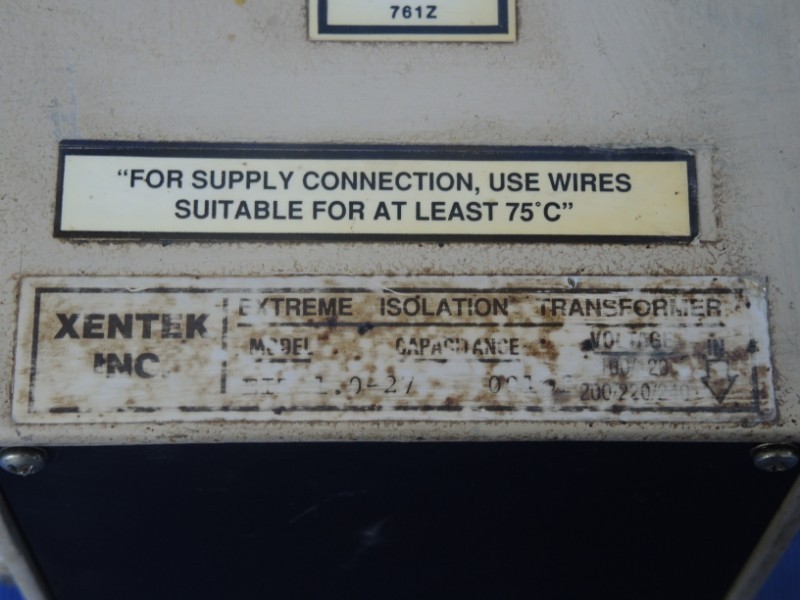 761Z
"FOR SUPPLY CONNECTION, USE WIRES
SUITABLE FOR AT LEAST 75°C"
XENTEK
INC.
EXTREME ISOLATION TRANSFORMER
MODEL CAPACITANCE VOLTAGE IN
200/220/240